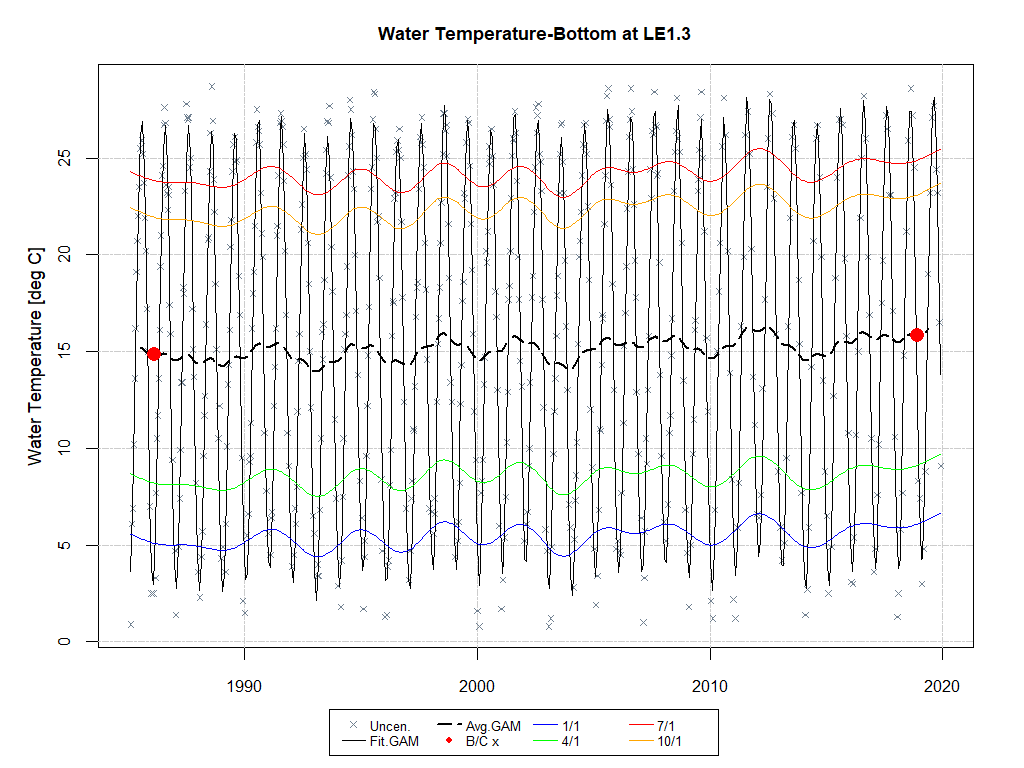 Water Temperature-Bottom at LE1.3
Water Temperature [deg C]
25
20
15
10
5
0
1990 2000 2010 2020
Uncen. Avg.GAM 1/1 7/1
Fit.GAM B/C x 4/1 10/1